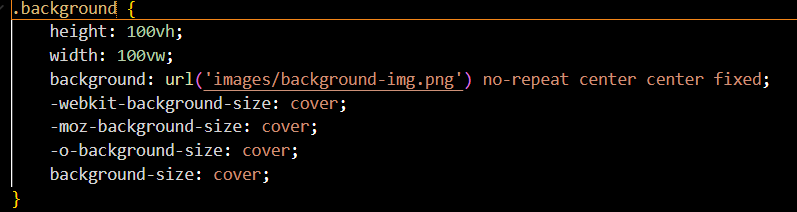 .background {
height: 100vh;
width: 100vw;
background: url('images/background-img.png') no-repeat center center fixed;
-webkit-background-size: cover;
-moz-background-size: cover;
-o-background-size: cover;
background-size: cover;
}